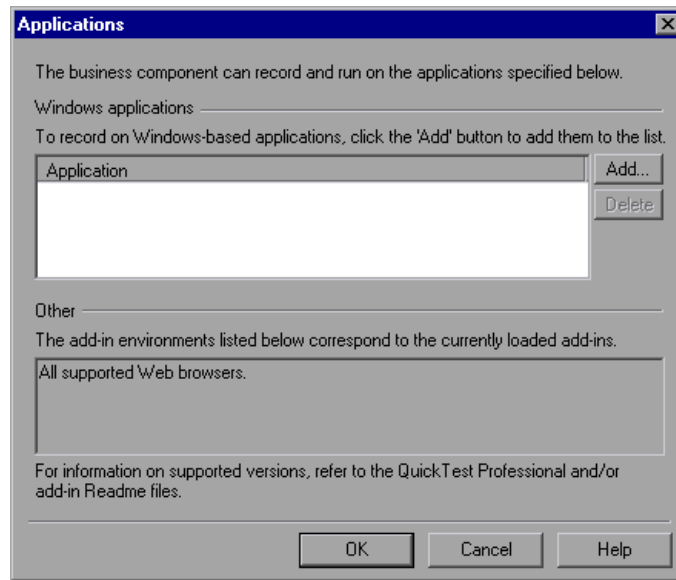 Applications
The business component can record and run on the applications specified below.
Windows applications
To record on Windows-based applications, click the 'Add' button to add them to the list.
Application
Add...
Delete
Other
The add-in environments listed below correspond to the currently loaded add-ins.
All supported Web browsers.
For information on supported versions, refer to the QuickTest Professional and/or
add-in Readme files.
OK
Cancel
Help